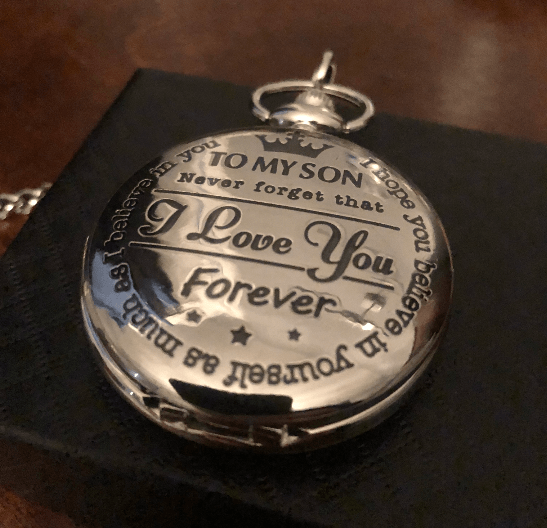 TO MY SON
Never forget that
I Love You
Forever
I hope you believe in yourself as much as I believe in you